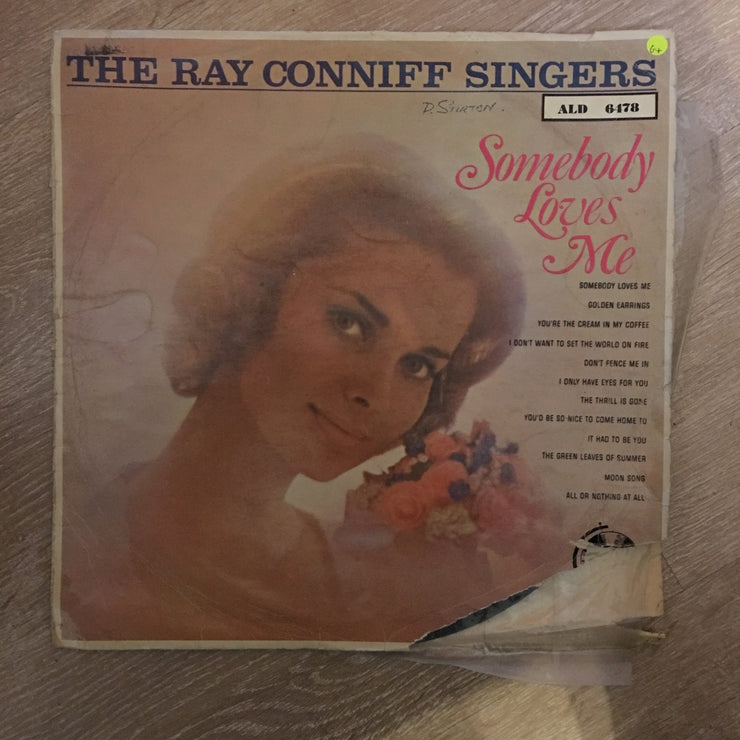 G+
THE RAY CONNIFF SINGERS
D. Sturton.
ALD 6478
Somebody
Loves
Me
SOMEBODY LOVES ME
GOLDEN EARRINGS
YOU'RE THE CREAM IN MY COFFEE
I DON'T WANT TO SET THE WORLD ON FIRE
DON'T FENCE ME IN
I ONLY HAVE EYES FOR YOU
THE THRILL IS GONE
YOU'D BE SO NICE TO COME HOME TO
IT HAD TO BE YOU
THE GREEN LEAVES OF SUMMER
MOON SONG
ALL OR NOTHING AT ALL